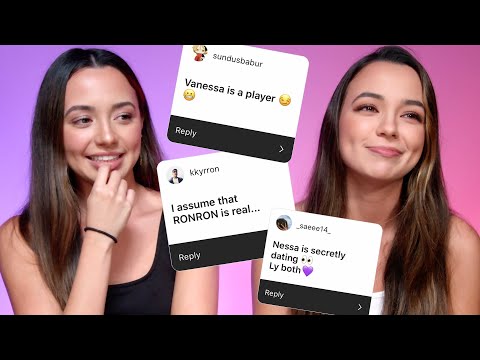 sundusbabur
Vanessa is a player 😏
😬
Reply
kkyrron
I assume that
RONRON is real...
Reply
_saeee14_
Nessa is secretly
dating 👀
Ly both💜
Reply